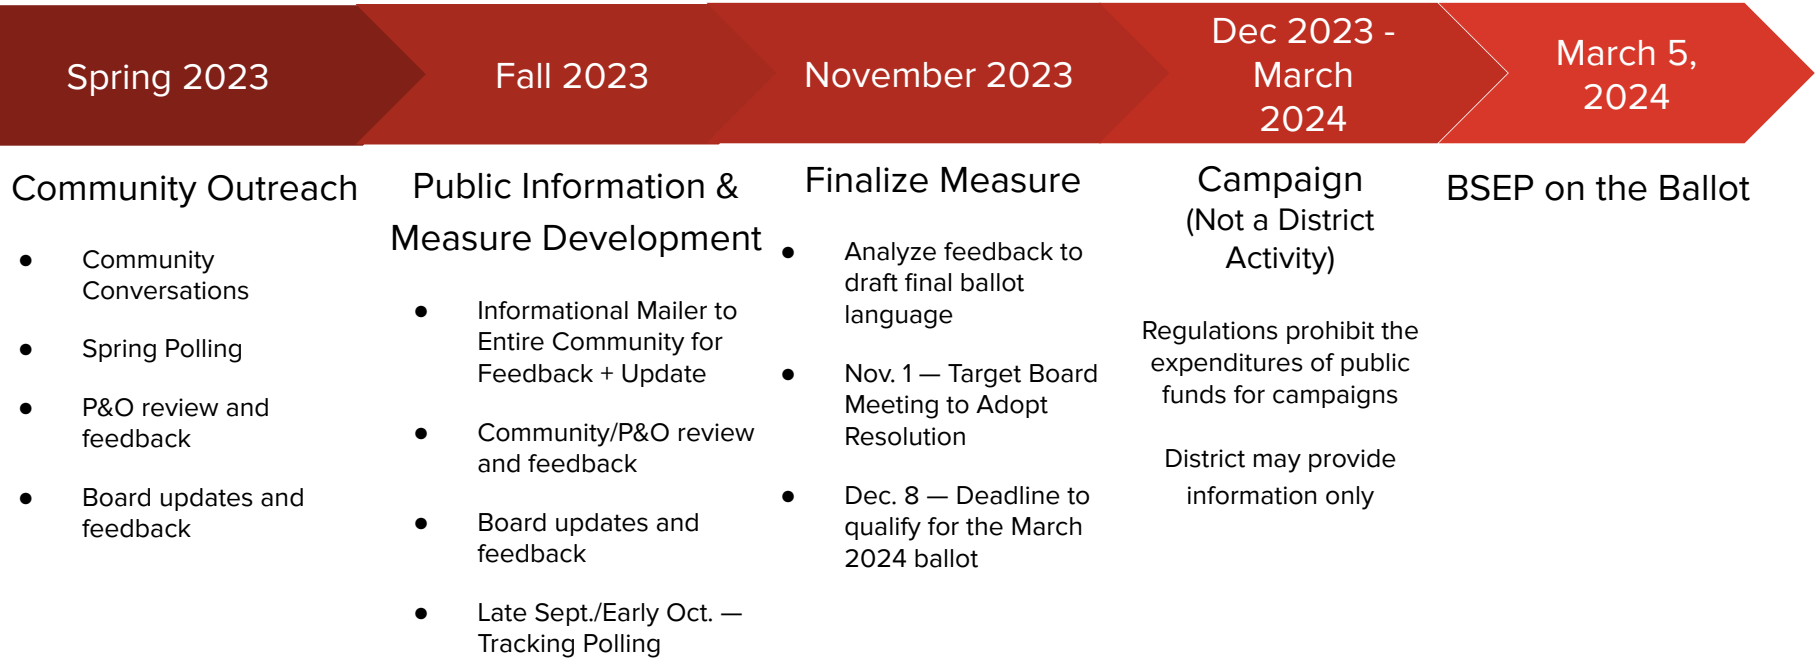 Spring 2023
Fall 2023
November 2023
Dec 2023 -
March
2024
March 5,
2024
Community Outreach
● Community
Conversations
● Spring Polling
● P&O review and
feedback
● Board updates and
feedback
Public Information &
Measure Development
● Informational Mailer to
Entire Community for
Feedback + Update
● Community/P&O review
and feedback
● Board updates and
feedback
● Late Sept./Early Oct. —
Tracking Polling
Finalize Measure
● Analyze feedback to
draft final ballot
language
● Nov. 1 — Target Board
Meeting to Adopt
Resolution
● Dec. 8 — Deadline to
qualify for the March
2024 ballot
Campaign
(Not a District
Activity)
Regulations prohibit the
expenditures of public
funds for campaigns
District may provide
information only
BSEP on the Ballot